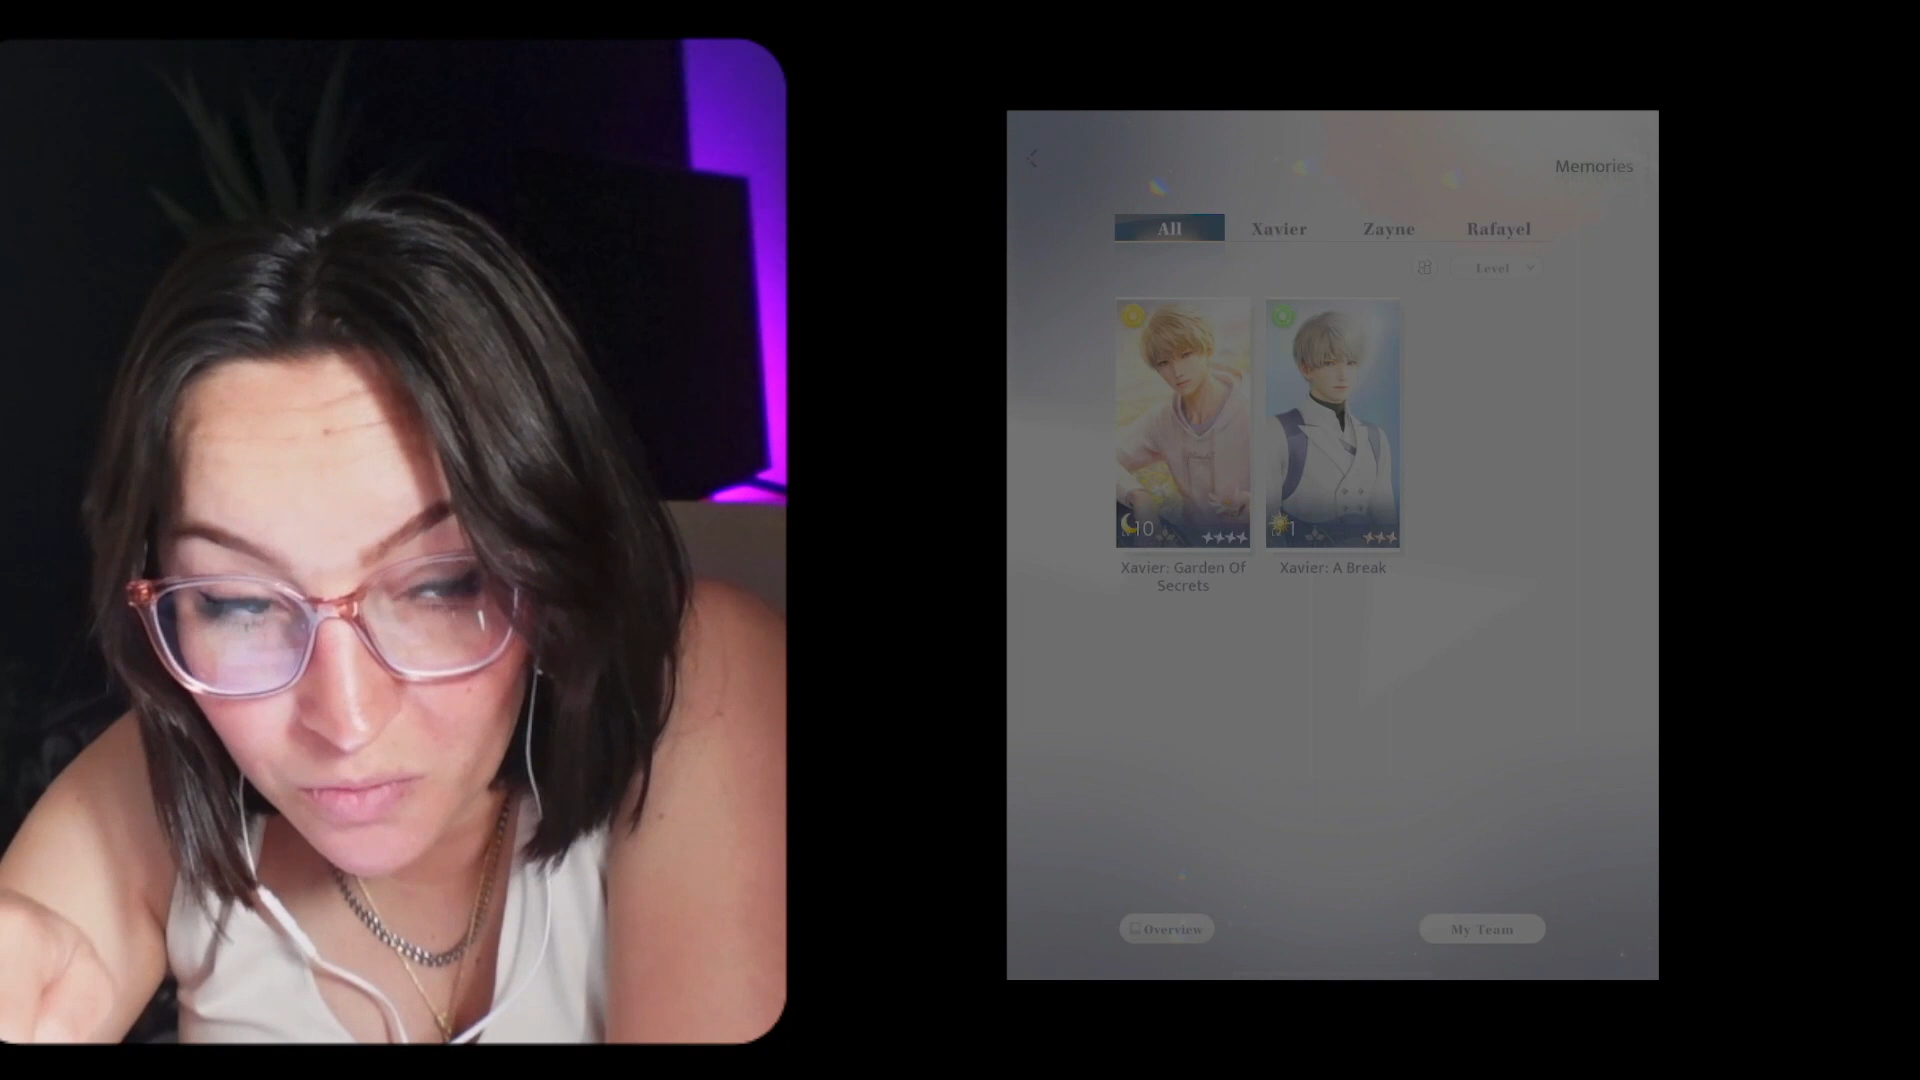 Memories
All Xavier Zayne Rafayel
Level
10
1
Xavier: Garden Of
Secrets
Xavier: A Break
Overview
My Team